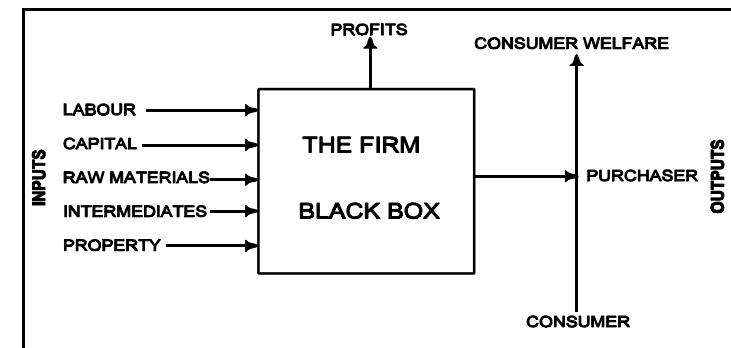 PROFITS
CONSUMER WELFARE
LABOUR
CAPITAL
RAW MATERIALS
INTERMEDIATES
PROPERTY
INPUTS
THE FIRM
BLACK BOX
PURCHASER
OUTPUTS
CONSUMER